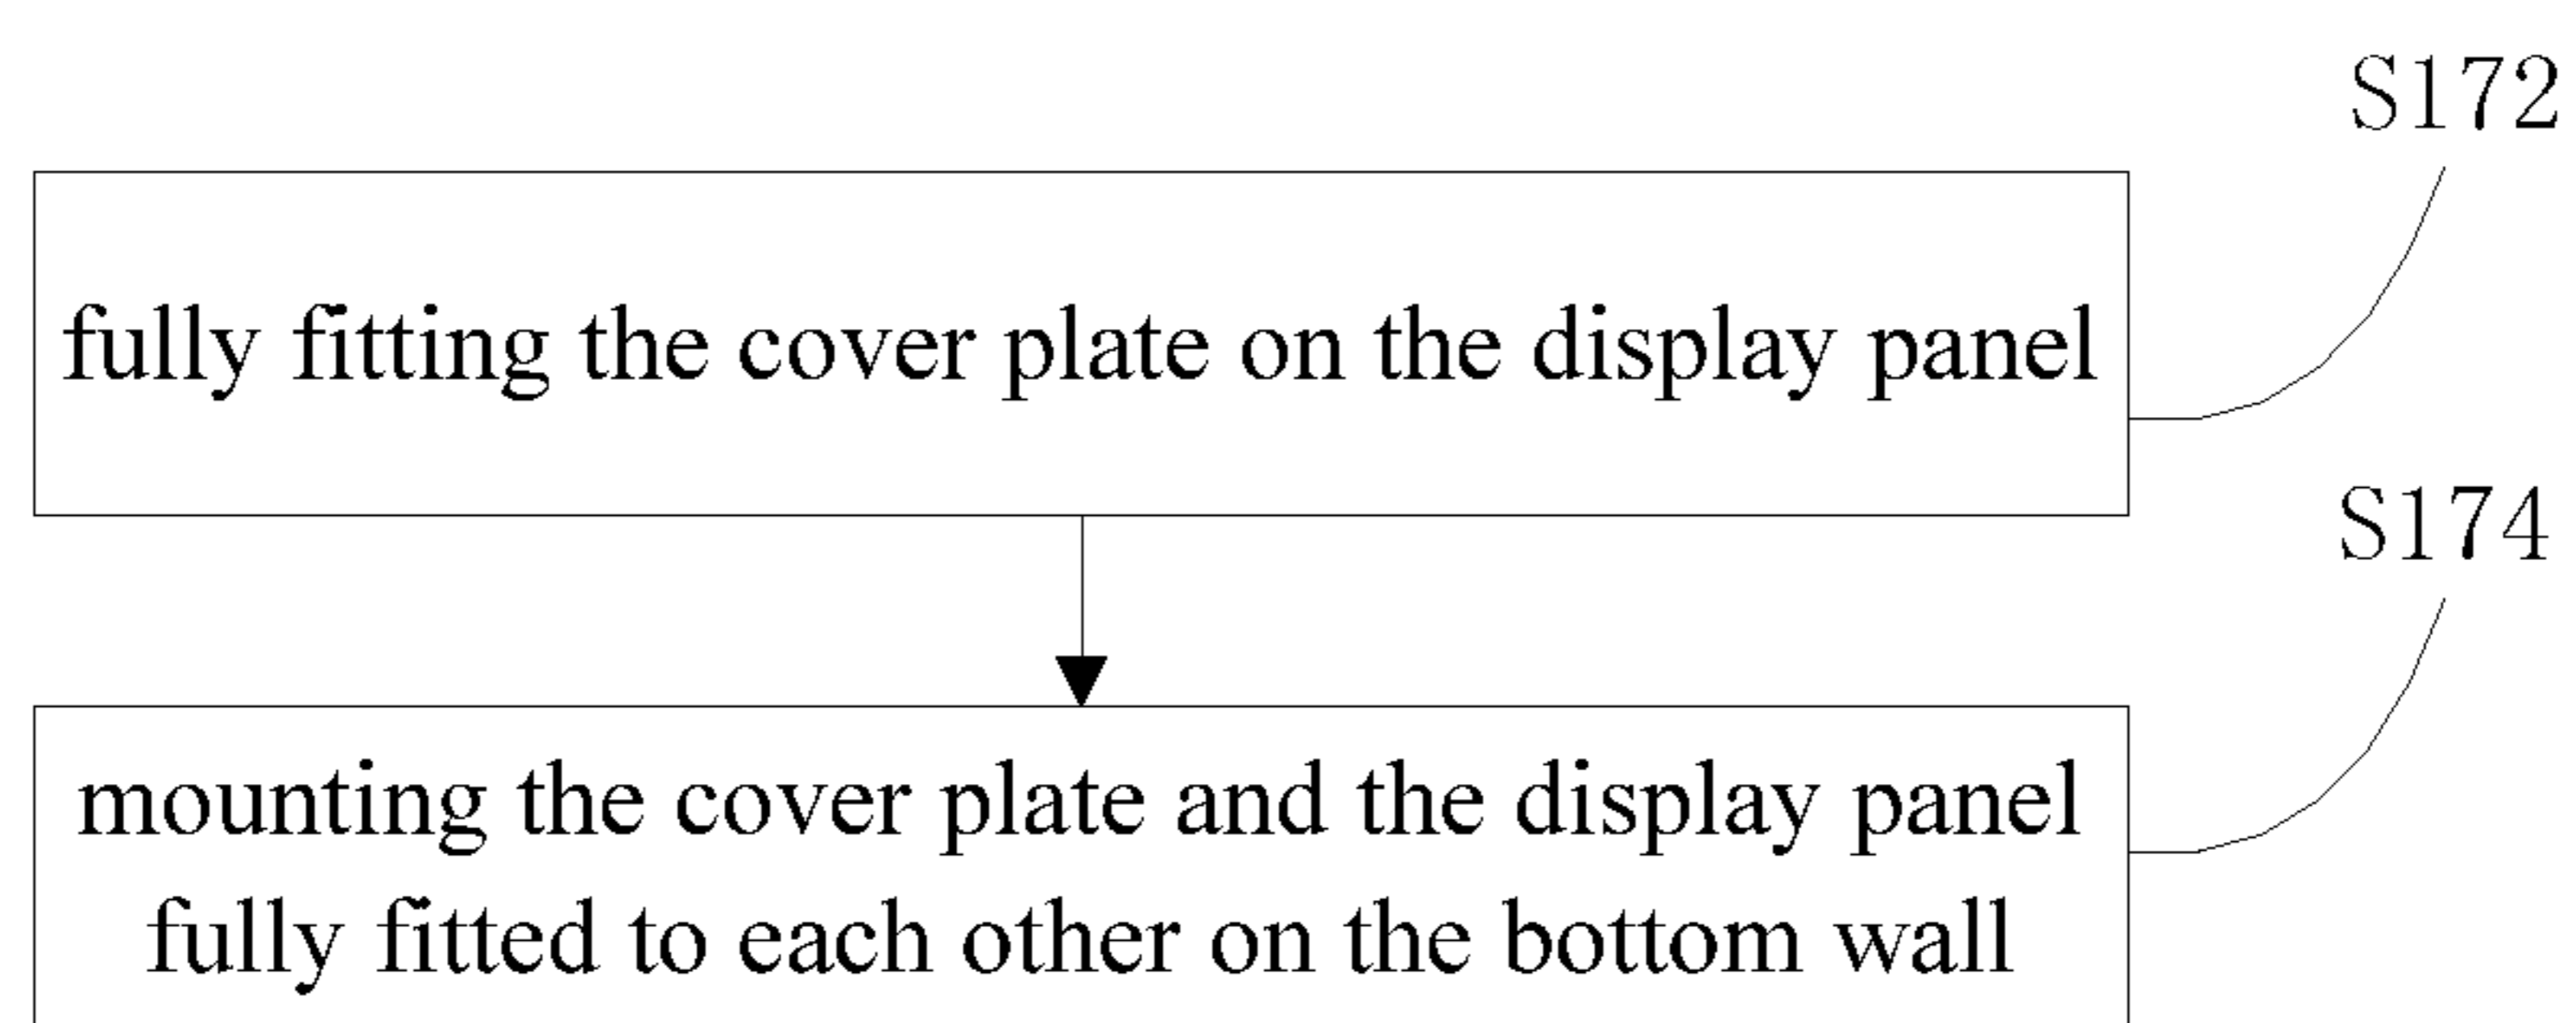 S172
fully fitting the cover plate on the display panel
S174
mounting the cover plate and the display panel
fully fitted to each other on the bottom wall